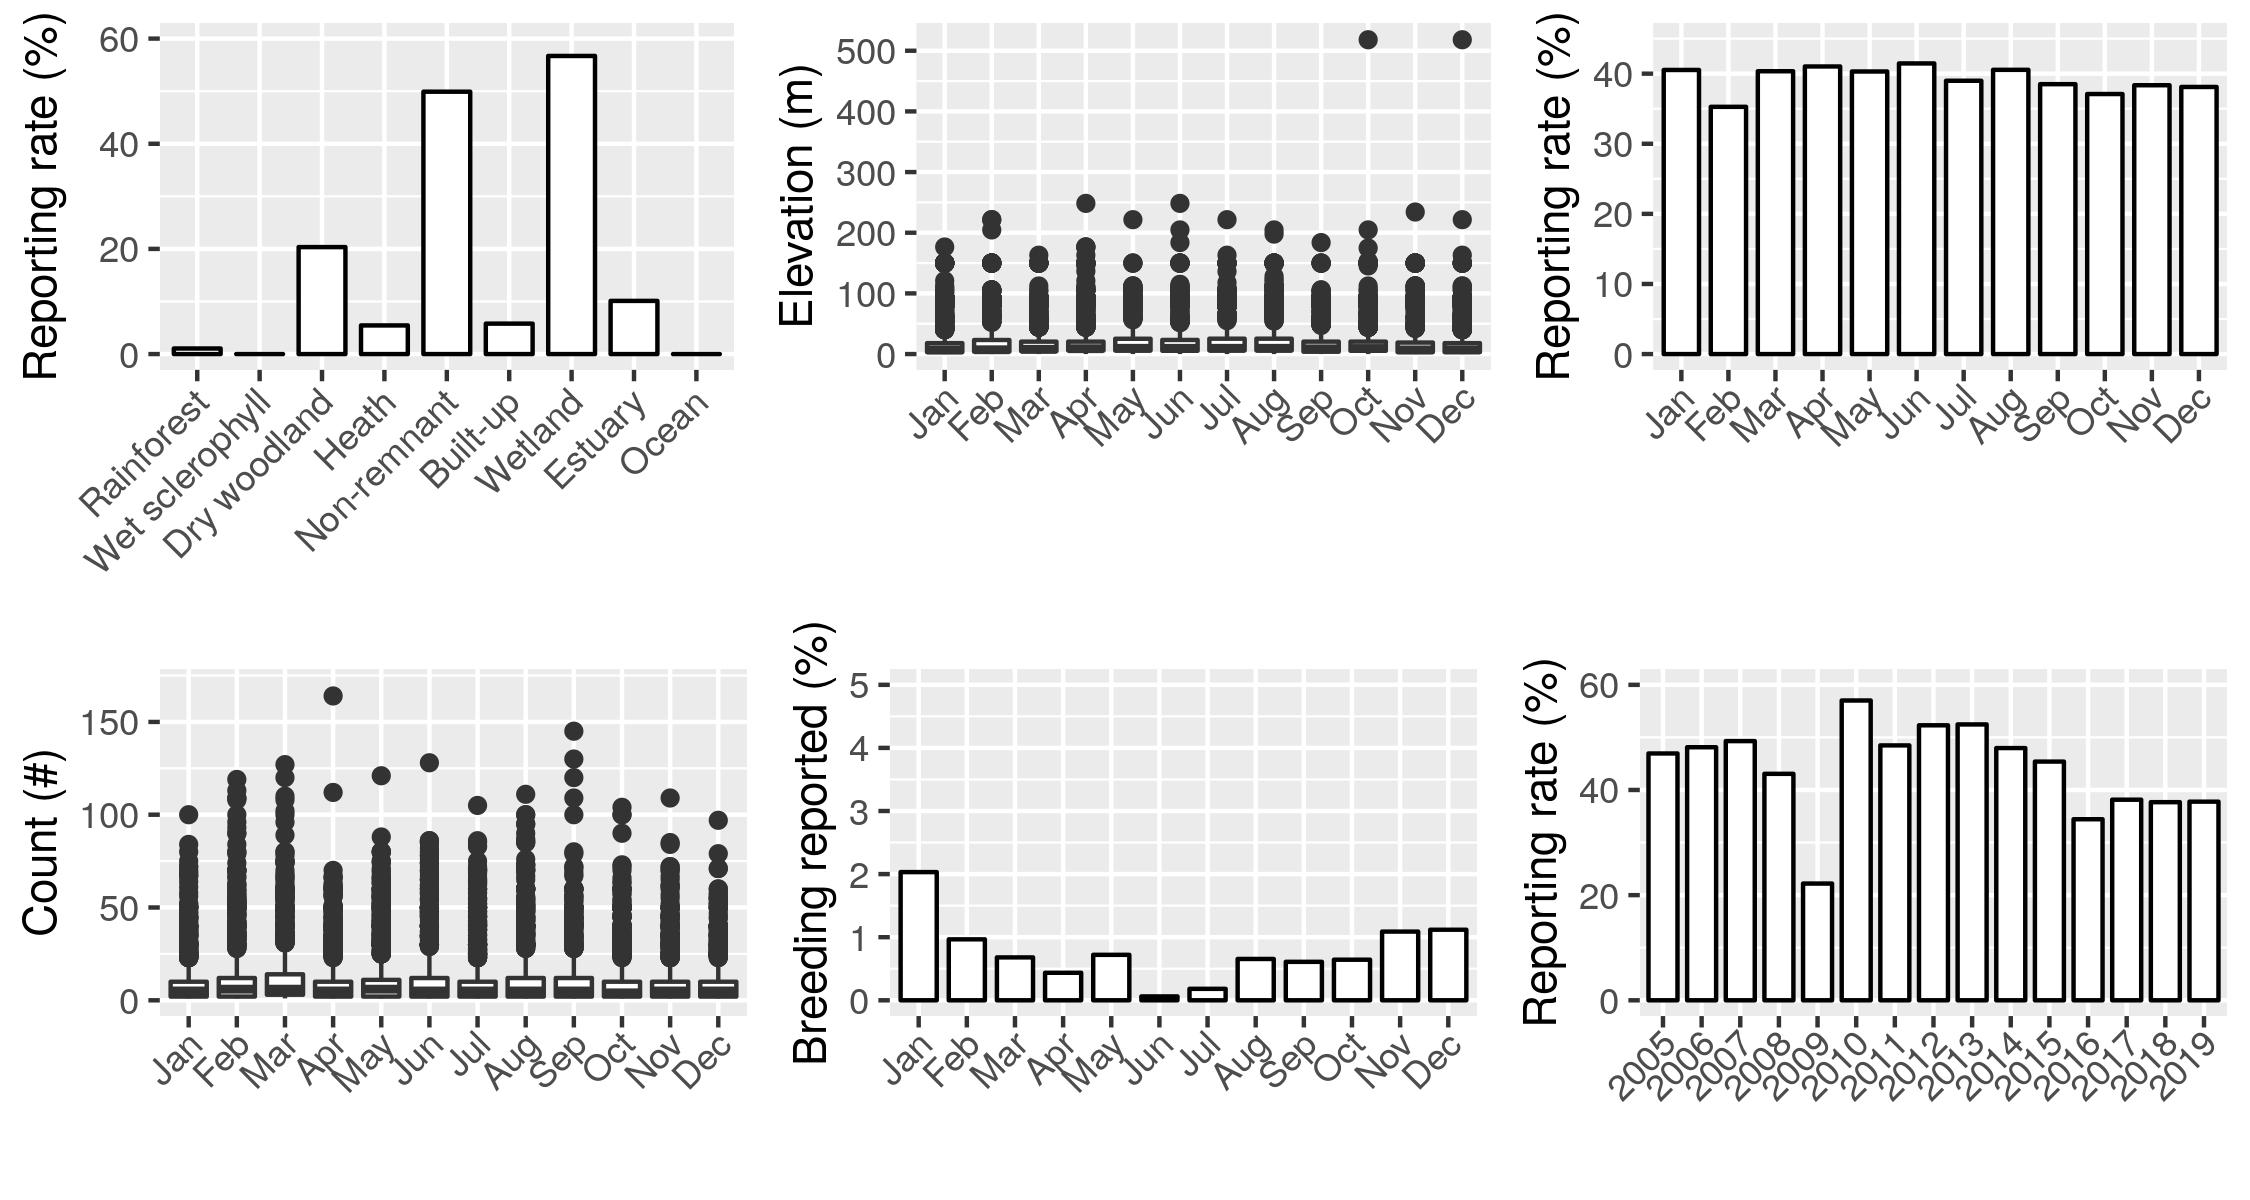 Reporting rate (%)
60
40
20
0
Rainforest
Wet sclerophyll
Dry woodland
Heath
Non-remnant
Built-up
Wetland
Estuary
Ocean
Elevation (m)
500
400
300
200
100
0
Jan
Feb
Mar
Apr
May
Jun
Jul
Aug
Sep
Oct
Nov
Dec
Reporting rate (%)
40
30
20
10
0
Jan
Feb
Mar
Apr
May
Jun
Jul
Aug
Sep
Oct
Nov
Dec
Count (#)
150
100
50
0
Jan
Feb
Mar
Apr
May
Jun
Jul
Aug
Sep
Oct
Nov
Dec
Breeding reported (%)
5
4
3
2
1
0
Jan
Feb
Mar
Apr
May
Jun
Jul
Aug
Sep
Oct
Nov
Dec
Reporting rate (%)
60
40
20
0
2005
2006
2007
2008
2009
2010
2011
2012
2013
2014
2015
2016
2017
2018
2019